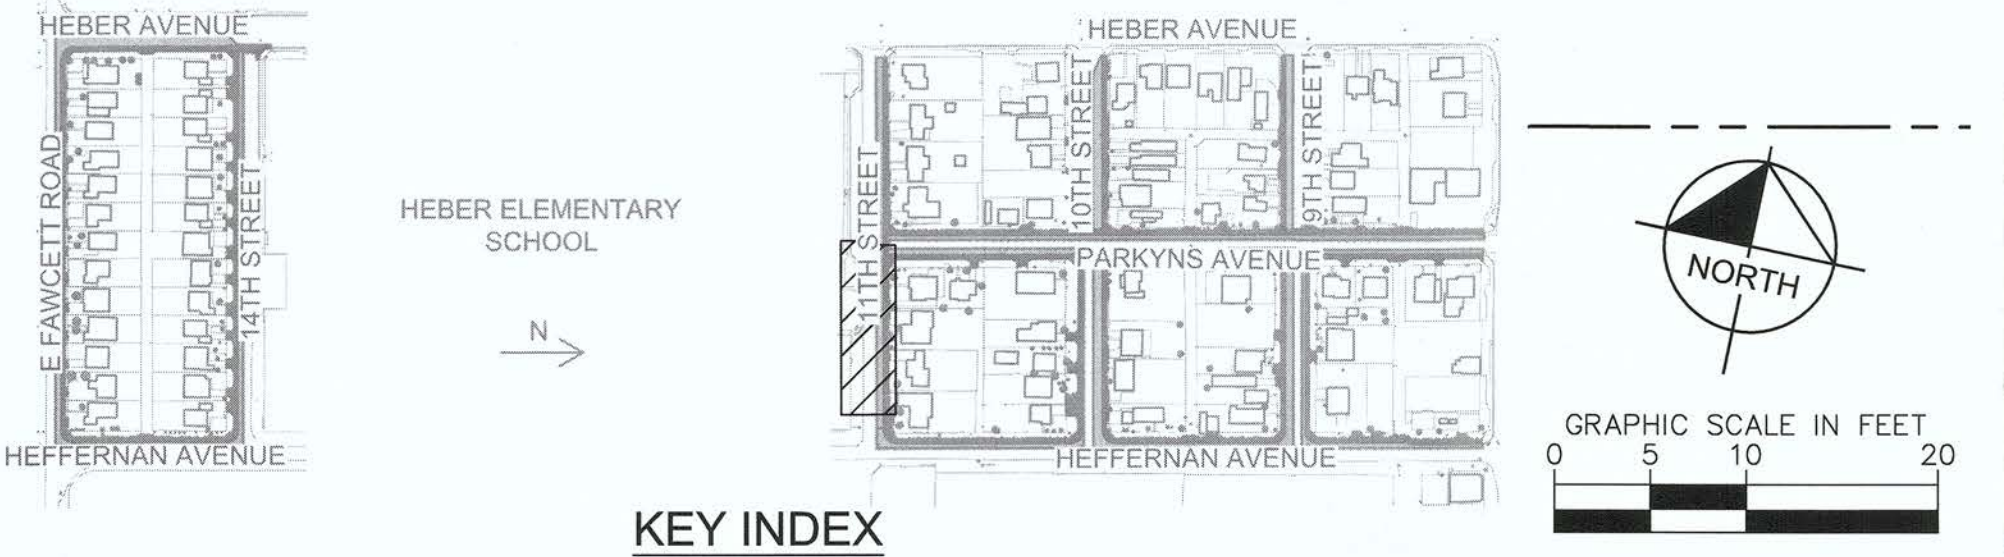 HEBER AVENUE
HEBER AVENUE
E FAWCETT ROAD
14TH STREET
HEBER ELEMENTARY
SCHOOL
N
11TH STREET
10TH STREET
9TH STREET
PARKYNS AVENUE
HEFFERNAN AVENUE
HEFFERNAN AVENUE
KEY INDEX
NORTH
GRAPHIC SCALE IN FEET
0 5 10 20